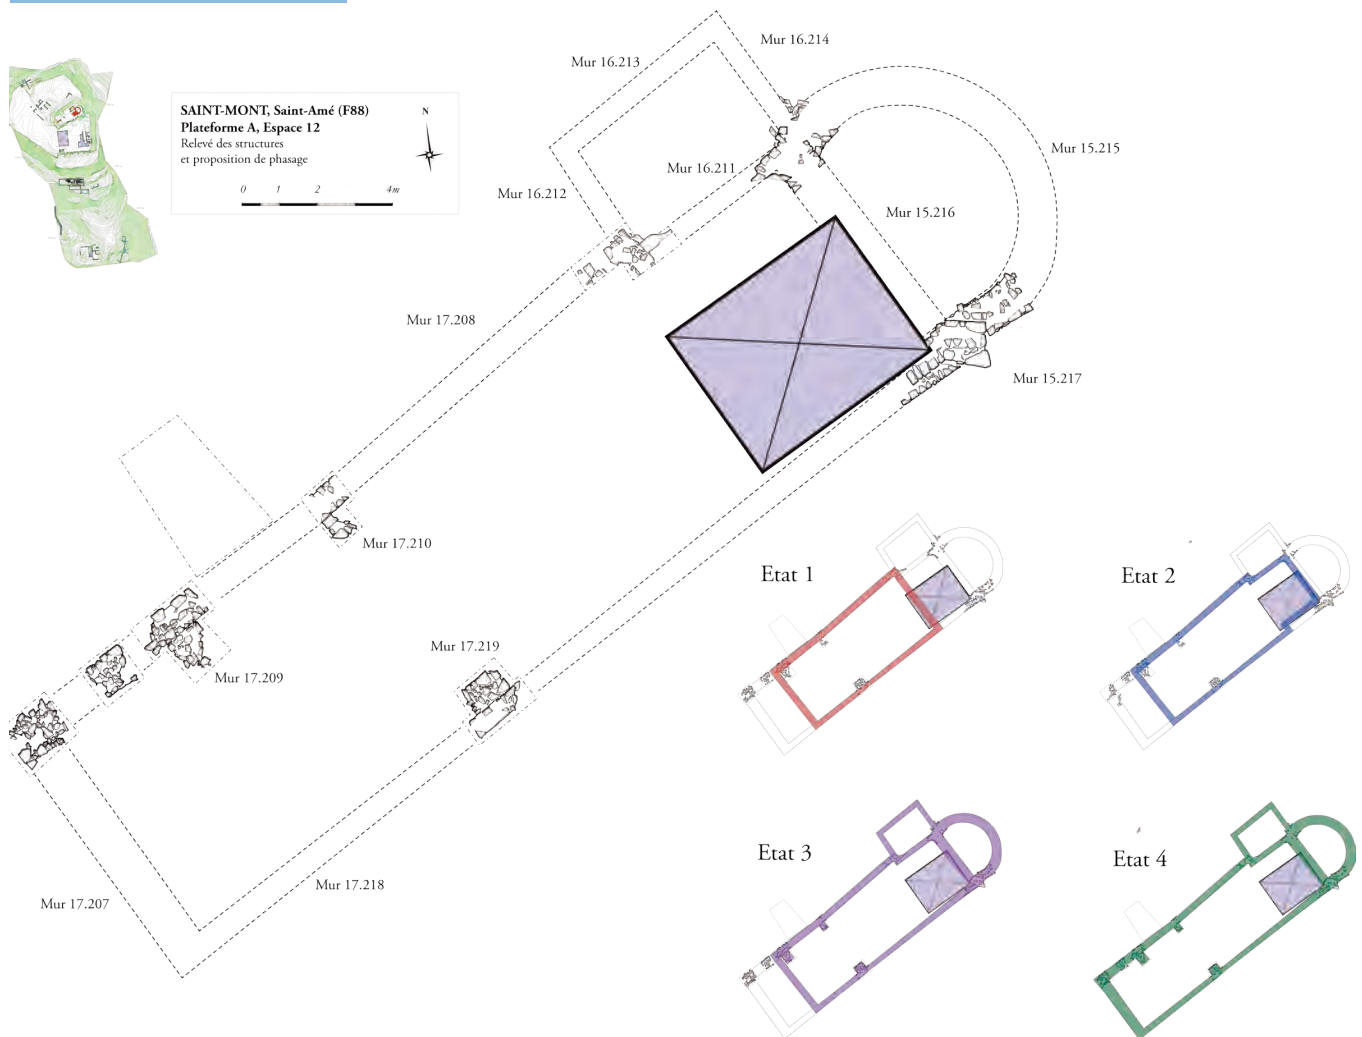 SAINT-MONT, Saint-Amé (F88)
Plateforme A, Espace 12
Relevé des structures
et proposition de phasage
N
0 1 2 4m
Mur 16.214
Mur 16.213
Mur 15.215
Mur 16.211
Mur 16.212
Mur 15.216
Mur 17.208
Mur 15.217
Mur 17.210
Mur 17.219
Mur 17.209
Mur 17.218
Mur 17.207
Etat 1
Etat 2
Etat 3
Etat 4